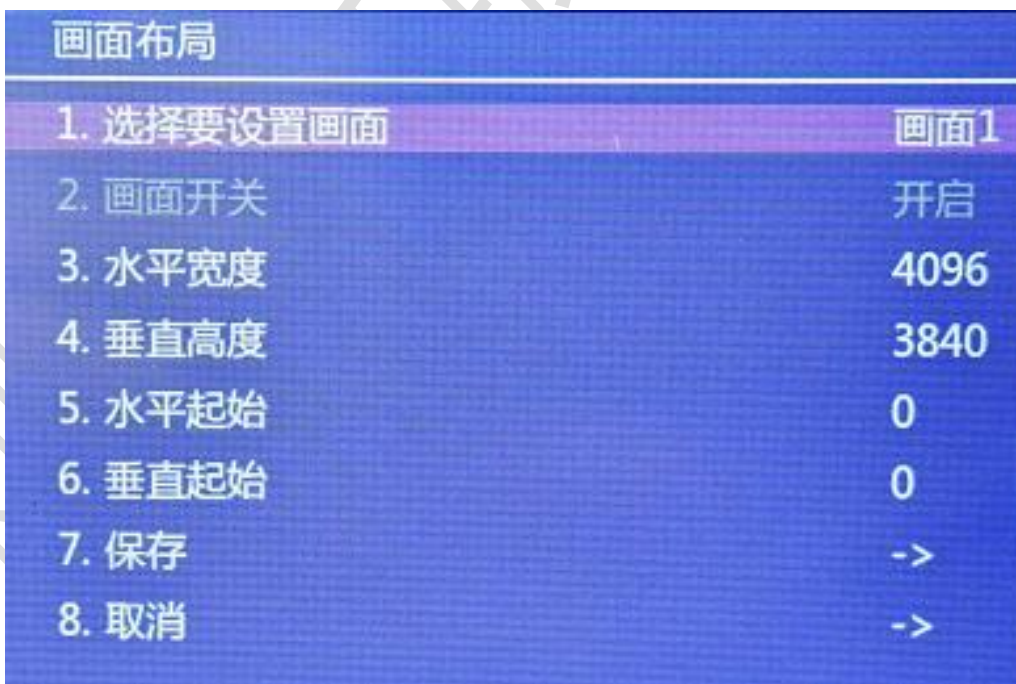 画面布局
1. 选择要设置画面 画面1
2. 画面开关 开启
3. 水平宽度 4096
4. 垂直高度 3840
5. 水平起始 0
6. 垂直起始 0
7. 保存 ->
8. 取消 ->